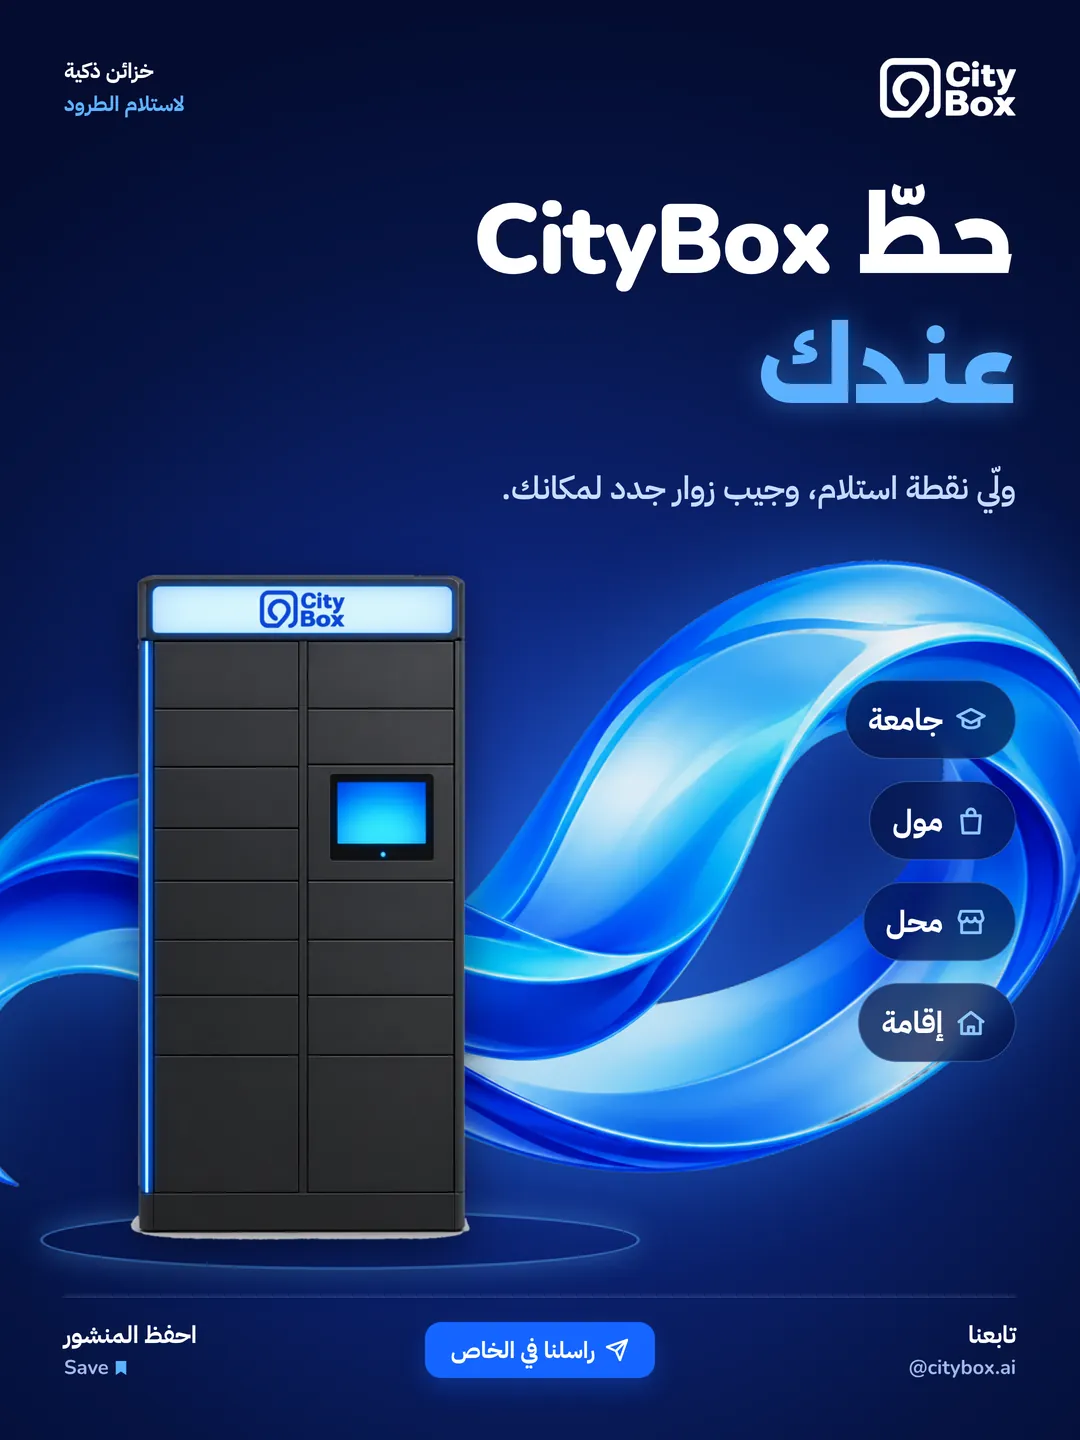 City
Box
خزائن ذكية
لاستلام الطرود
حطّ CityBox
عندك
ولّي نقطة استلام، وجيب زوار جدد لمكانك.
City
Box
جامعة
مول
محل
إقامة
تابعنا
@citybox.ai
راسلنا في الخاص
احفظ المنشور
Save